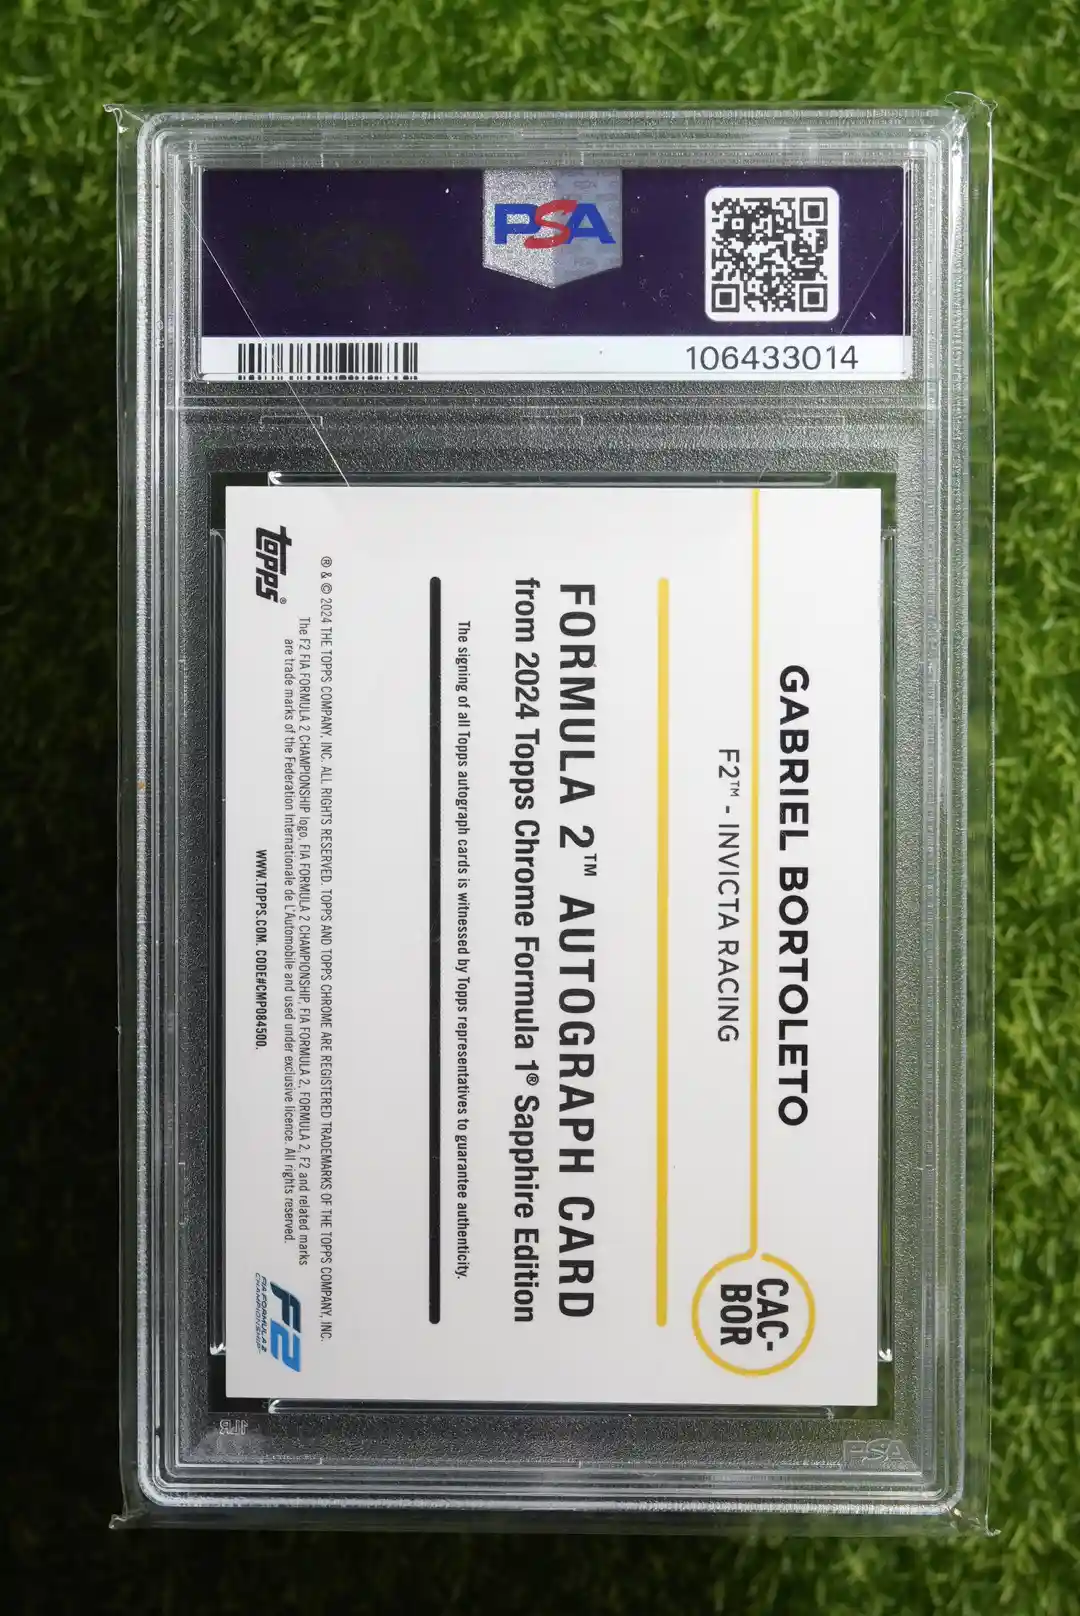 PSA
106433014
GABRIEL BORTOLETO
F2™ - INVICTA RACING
CAC-
BOR
FORMULA 2™ AUTOGRAPH CARD
from 2024 Topps Chrome Formula 1® Sapphire Edition
The signing of all Topps autograph cards is witnessed by Topps representatives to guarantee authenticity.
® & © 2024 THE TOPPS COMPANY, INC. ALL RIGHTS RESERVED. TOPPS AND TOPPS CHROME ARE REGISTERED TRADEMARKS OF THE TOPPS COMPANY, INC.
The F2 FIA FORMULA 2 CHAMPIONSHIP logo, FIA FORMULA 2 CHAMPIONSHIP, FIA FORMULA 2, FORMULA 2, F2 and related marks
are trade marks of the Federation Internationale de L'Automobile and used under exclusive licence. All rights reserved.
WWW.TOPPS.COM. CODE#CMP084500.
topps®
F2
FIA FORMULA 2
CHAMPIONSHIP™
PSA